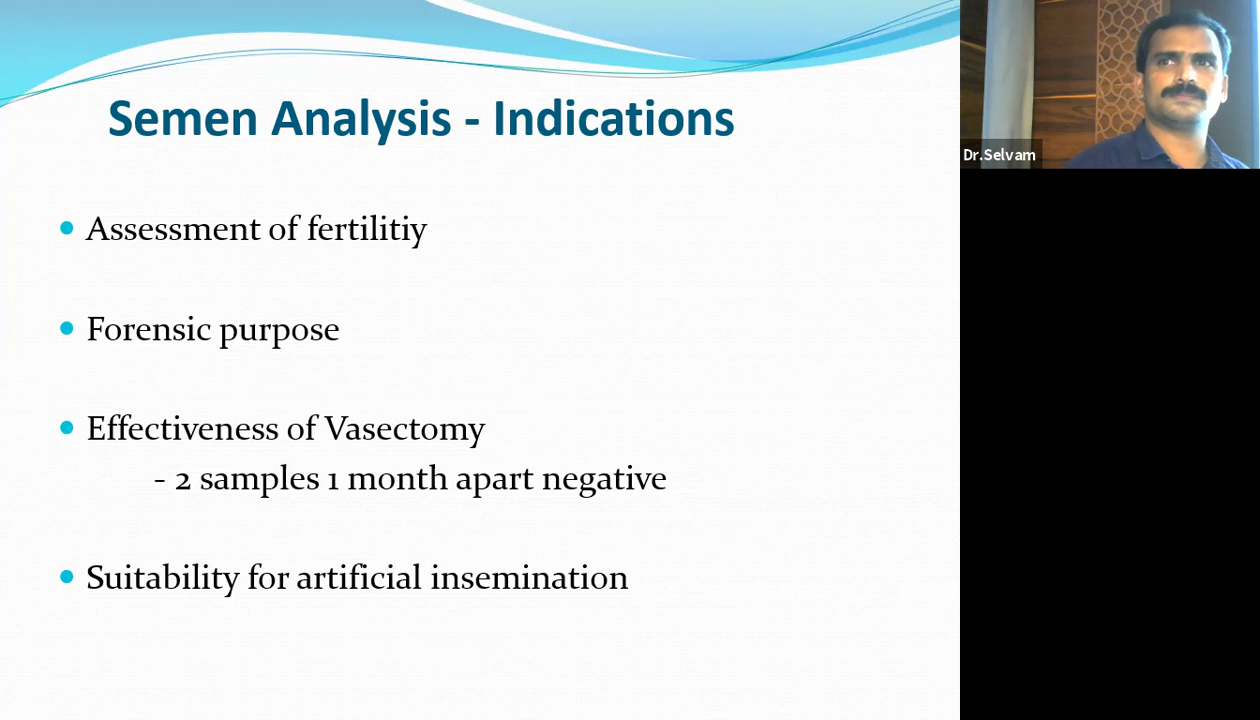 Semen Analysis - Indications
Dr.Selvam
• Assessment of fertilitiy
• Forensic purpose
• Effectiveness of Vasectomy
- 2 samples 1 month apart negative
• Suitability for artificial insemination